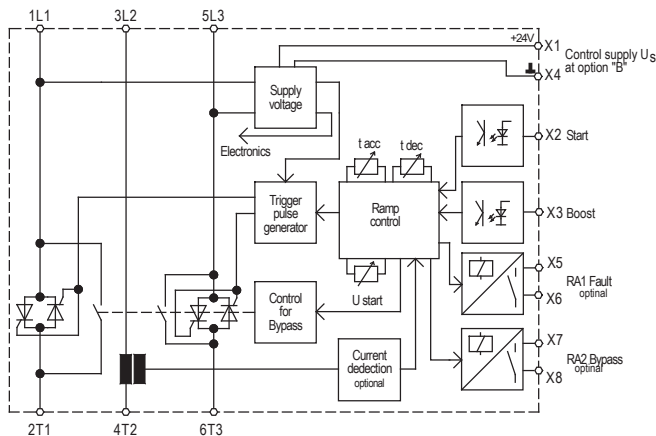 1L1 3L2 5L3
+24V
X1
Control supply US
at option "B"
X4
Supply
voltage
Electronics
t acc
t dec
X2 Start
Trigger
pulse
generator
Ramp
control
X3 Boost
U start
X5
RA1 Fault
optinal
X6
Control
for
Bypass
X7
RA2 Bypass
optinal
X8
Current
dedection
optional
2T1 4T2 6T3